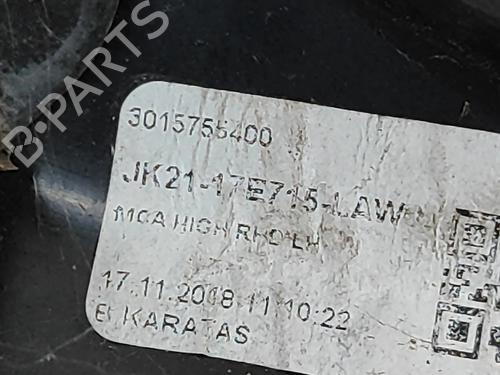 B-PARTS
3015755400
JK21-17E715-LAW
MCA HIGH RHD LH
17.11.2018 11:10:22
E. KARATAS